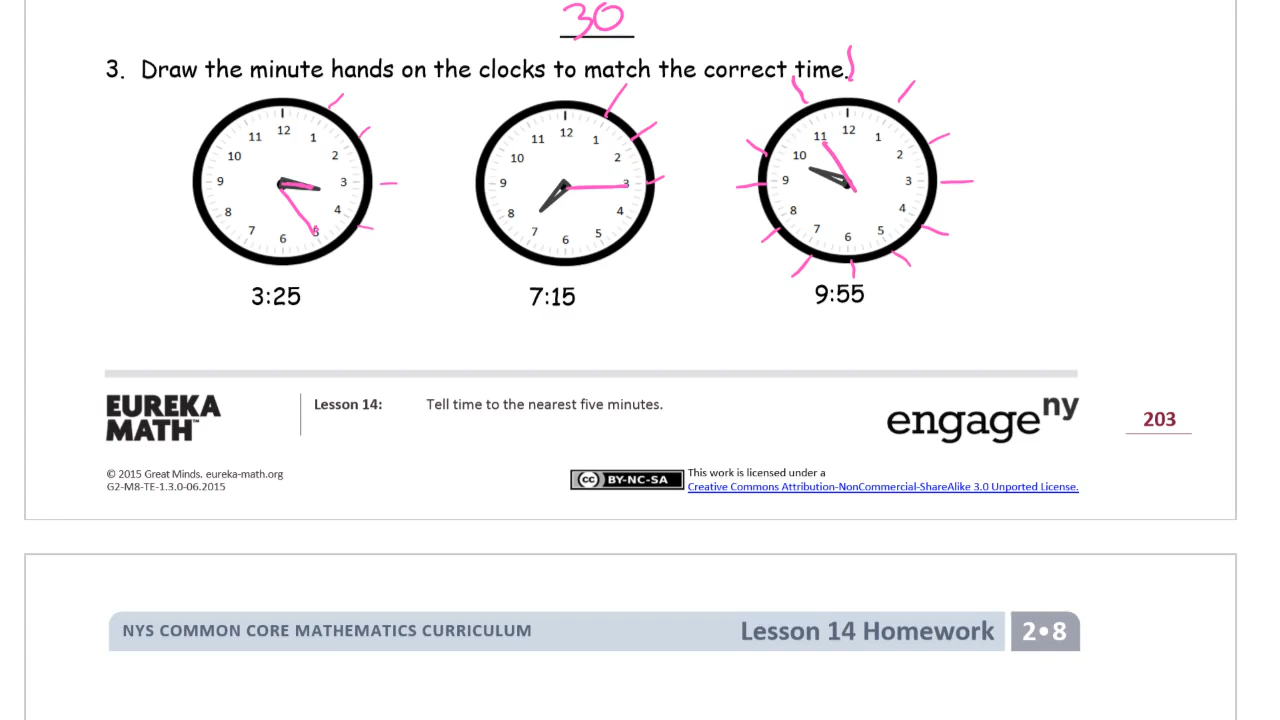 30
3. Draw the minute hands on the clocks to match the correct time.
12 1 2 3 4 5 6 7 8 9 10 11
12 1 2 3 4 5 6 7 8 9 10 11
12 1 2 3 4 5 6 7 8 9 10 11
3:25 7:15 9:55
EUREKA
MATH™
Lesson 14: Tell time to the nearest five minutes.
engageny
203
© 2015 Great Minds. eureka-math.org
G2-M8-TE-1.3.0-06.2015
cc BY-NC-SA
This work is licensed under a
Creative Commons Attribution-NonCommercial-ShareAlike 3.0 Unported License.
NYS COMMON CORE MATHEMATICS CURRICULUM
Lesson 14 Homework 2•8